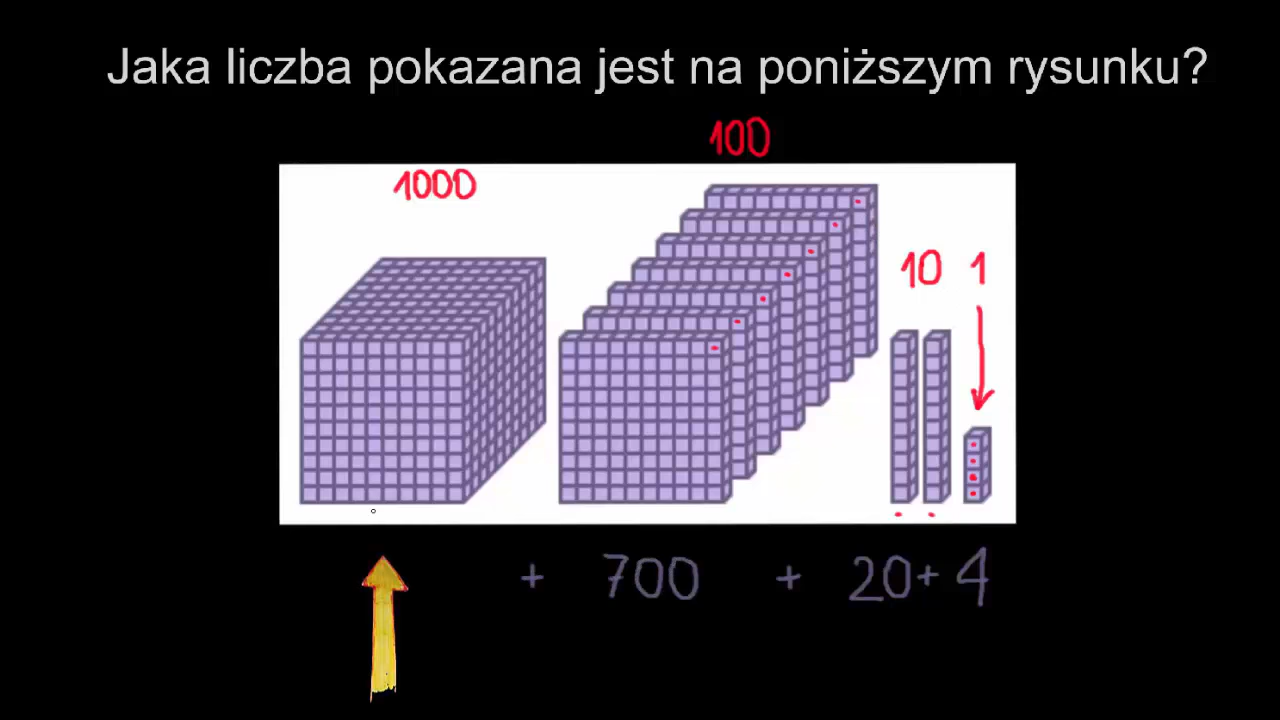 Jaka liczba pokazana jest na poniższym rysunku?
100
1000
10 1
+ 700 + 20+ 4